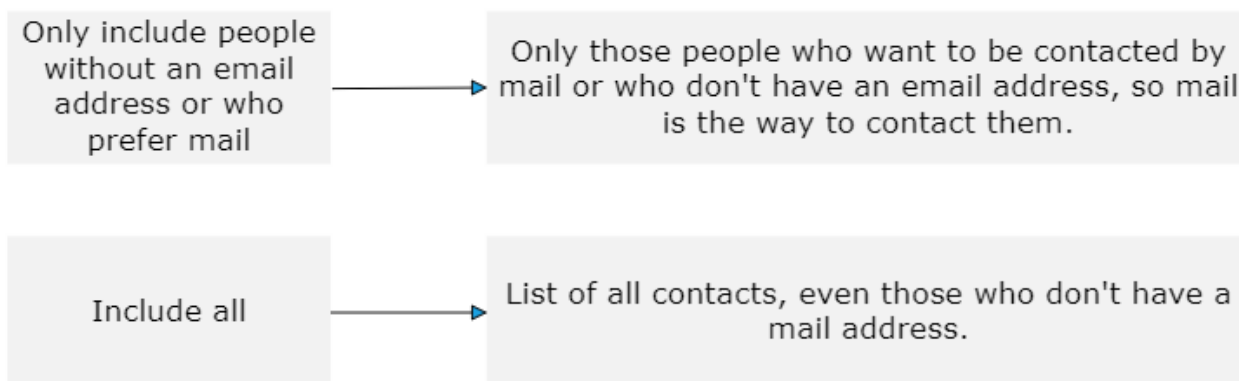 Only include people
without an email
address or who
prefer mail
Only those people who want to be contacted by
mail or who don't have an email address, so mail
is the way to contact them.
Include all
List of all contacts, even those who don't have a
mail address.